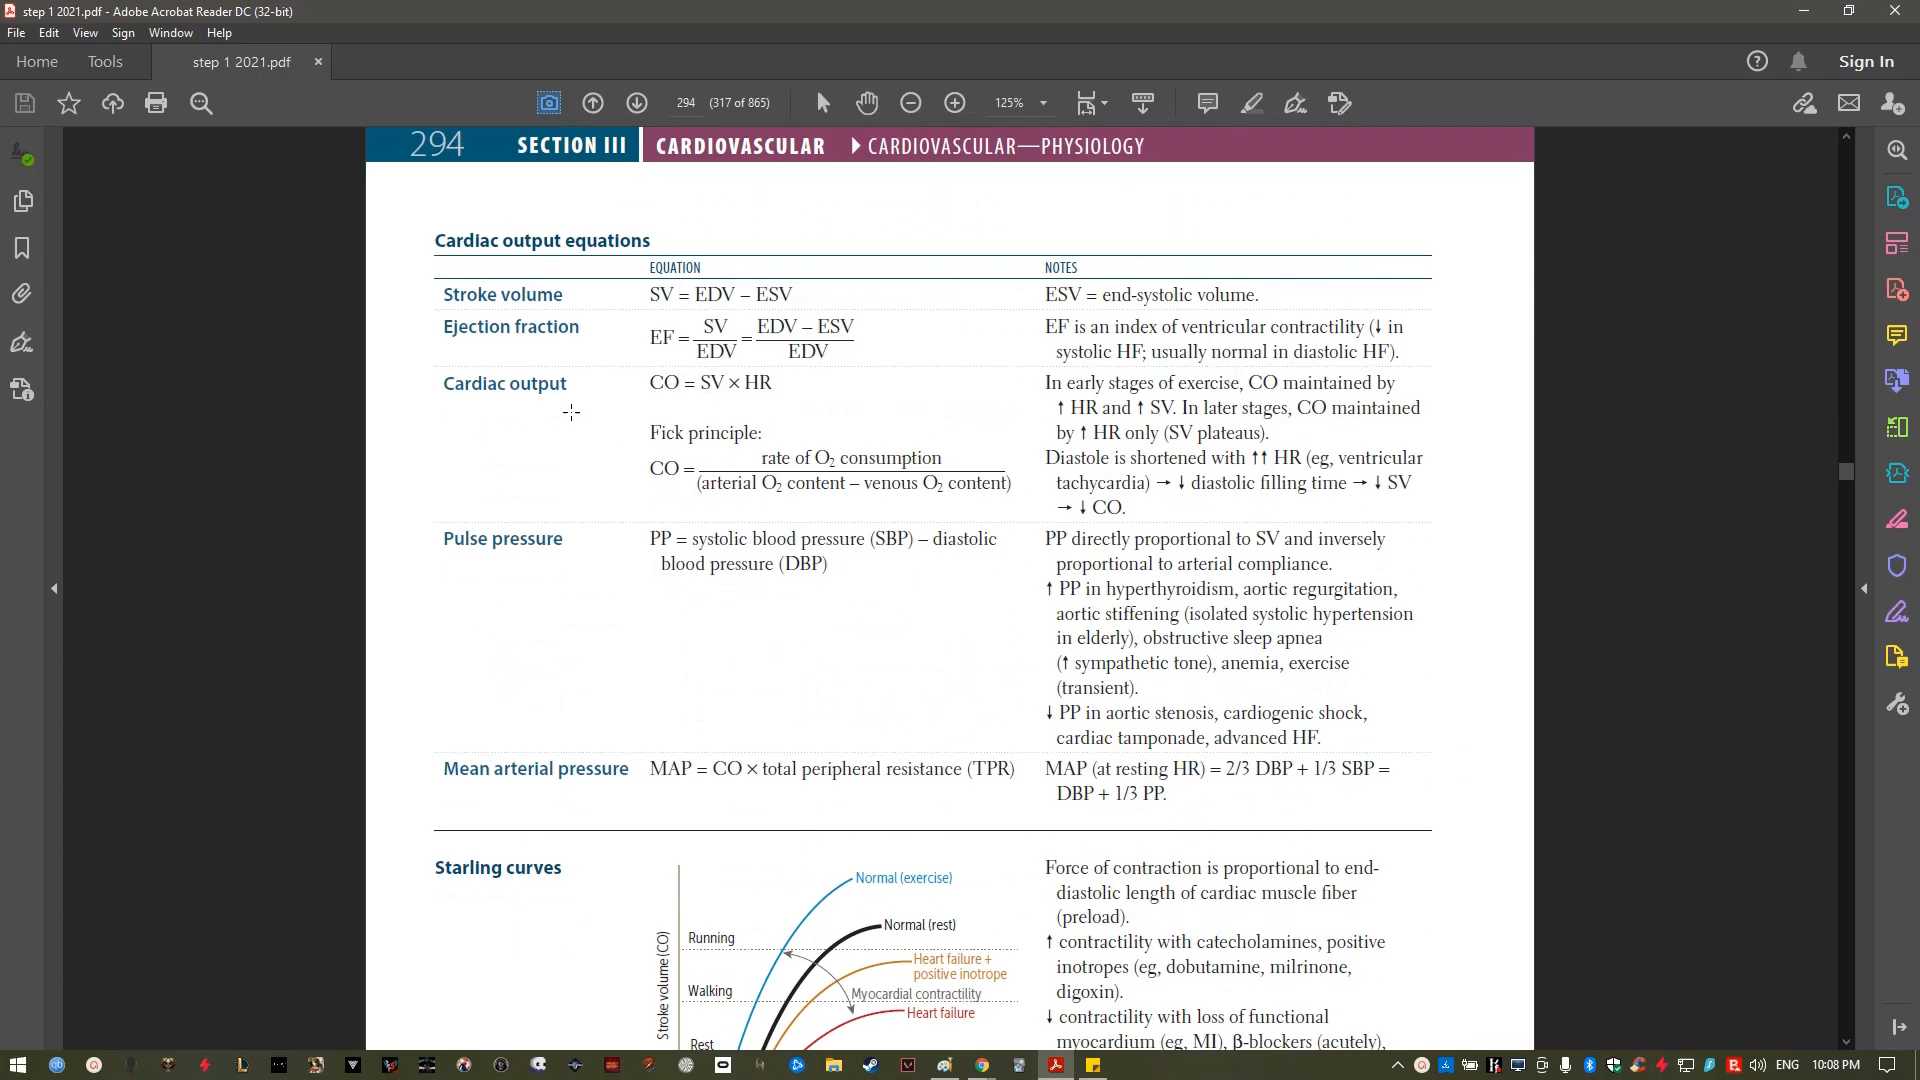 step 1 2021.pdf - Adobe Acrobat Reader DC (32-bit)
File Edit View Sign Window Help
Home Tools step 1 2021.pdf × Sign In
294 (317 of 865) 125%
294 SECTION III CARDIOVASCULAR ▶ CARDIOVASCULAR—PHYSIOLOGY
Cardiac output equations
EQUATION NOTES
Stroke volume SV = EDV – ESV ESV = end-systolic volume.
Ejection fraction EF = SV / EDV = EDV – ESV / EDV EF is an index of ventricular contractility (↓ in
systolic HF; usually normal in diastolic HF).
Cardiac output CO = SV × HR In early stages of exercise, CO maintained by
↑ HR and ↑ SV. In later stages, CO maintained
Fick principle: by ↑ HR only (SV plateaus).
CO = rate of O2 consumption / (arterial O2 content – venous O2 content) Diastole is shortened with ↑↑ HR (eg, ventricular
tachycardia) → ↓ diastolic filling time → ↓ SV
→ ↓ CO.
Pulse pressure PP = systolic blood pressure (SBP) – diastolic PP directly proportional to SV and inversely
blood pressure (DBP) proportional to arterial compliance.
↑ PP in hyperthyroidism, aortic regurgitation,
aortic stiffening (isolated systolic hypertension
in elderly), obstructive sleep apnea
(↑ sympathetic tone), anemia, exercise
(transient).
↓ PP in aortic stenosis, cardiogenic shock,
cardiac tamponade, advanced HF.
Mean arterial pressure MAP = CO × total peripheral resistance (TPR) MAP (at resting HR) = 2/3 DBP + 1/3 SBP =
DBP + 1/3 PP.
Starling curves
Stroke volume (CO)
Normal (exercise)
Normal (rest)
Running
Heart failure +
positive inotrope
Walking
Myocardial contractility
Heart failure
Rest
Force of contraction is proportional to end-
diastolic length of cardiac muscle fiber
(preload).
↑ contractility with catecholamines, positive
inotropes (eg, dobutamine, milrinone,
digoxin).
↓ contractility with loss of functional
myocardium (eg, MI), β-blockers (acutely),
ENG 10:08 PM